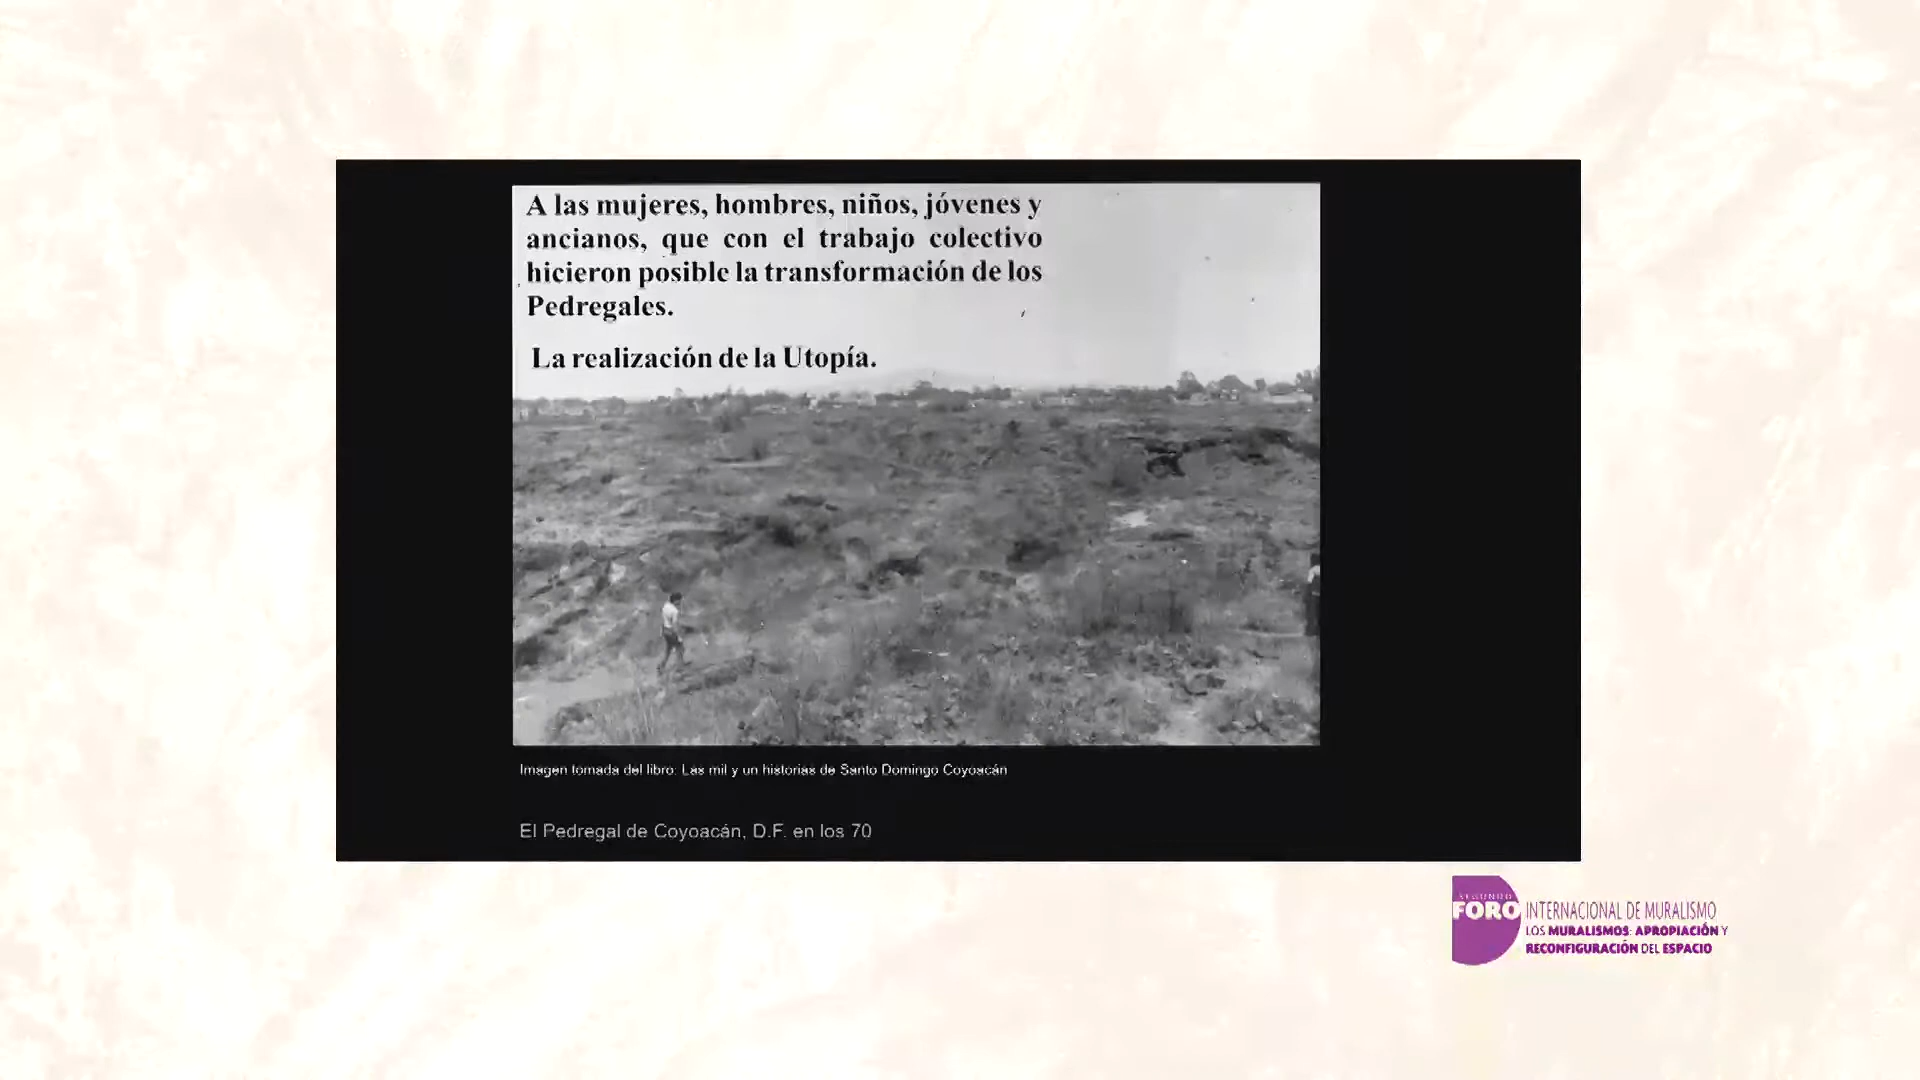 A las mujeres, hombres, niños, jóvenes y
ancianos, que con el trabajo colectivo
hicieron posible la transformación de los
Pedregales.
La realización de la Utopía.
Imagen tomada del libro: Las mil y un historias de Santo Domingo Coyoacán
El Pedregal de Coyoacán, D.F. en los 70
SEGUNDO
FORO INTERNACIONAL DE MURALISMO
LOS MURALISMOS: APROPIACIÓN Y
RECONFIGURACIÓN DEL ESPACIO